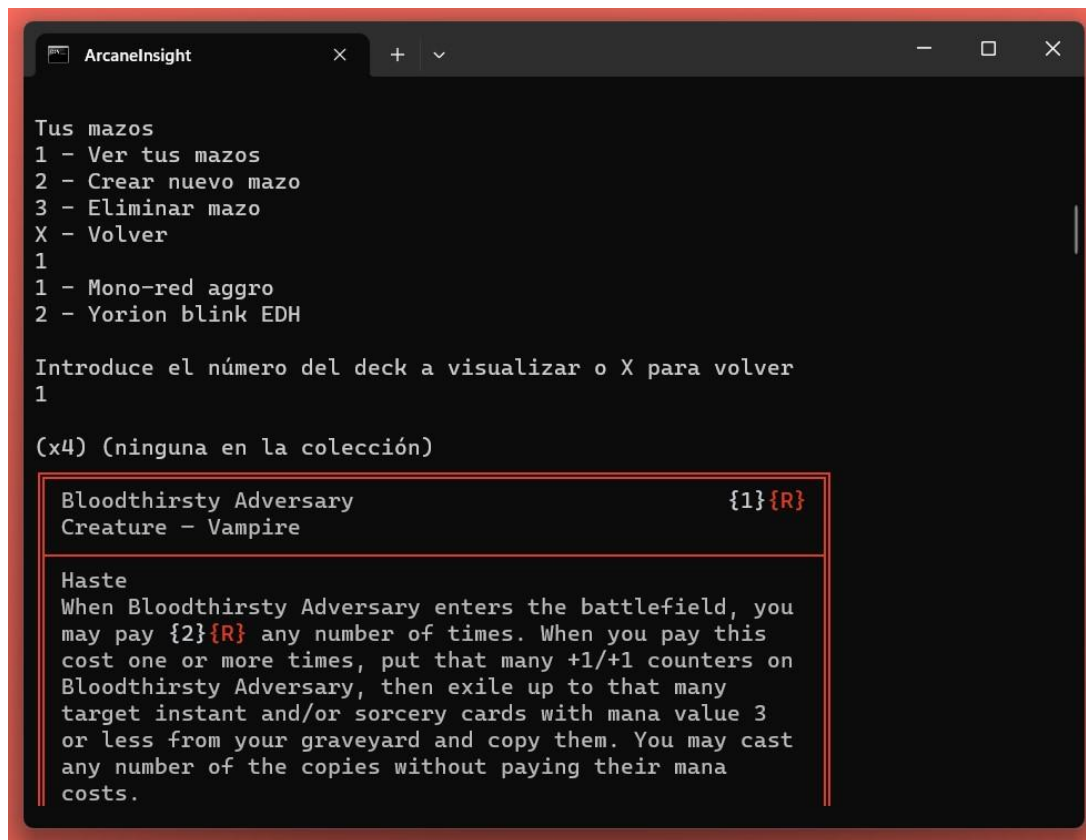 ArcaneInsight
Tus mazos
1 - Ver tus mazos
2 - Crear nuevo mazo
3 - Eliminar mazo
X - Volver
1
1 - Mono-red aggro
2 - Yorion blink EDH
Introduce el número del deck a visualizar o X para volver
1
(x4) (ninguna en la colección)
Bloodthirsty Adversary {1}{R}
Creature — Vampire
Haste
When Bloodthirsty Adversary enters the battlefield, you
may pay {2}{R} any number of times. When you pay this
cost one or more times, put that many +1/+1 counters on
Bloodthirsty Adversary, then exile up to that many
target instant and/or sorcery cards with mana value 3
or less from your graveyard and copy them. You may cast
any number of the copies without paying their mana
costs.